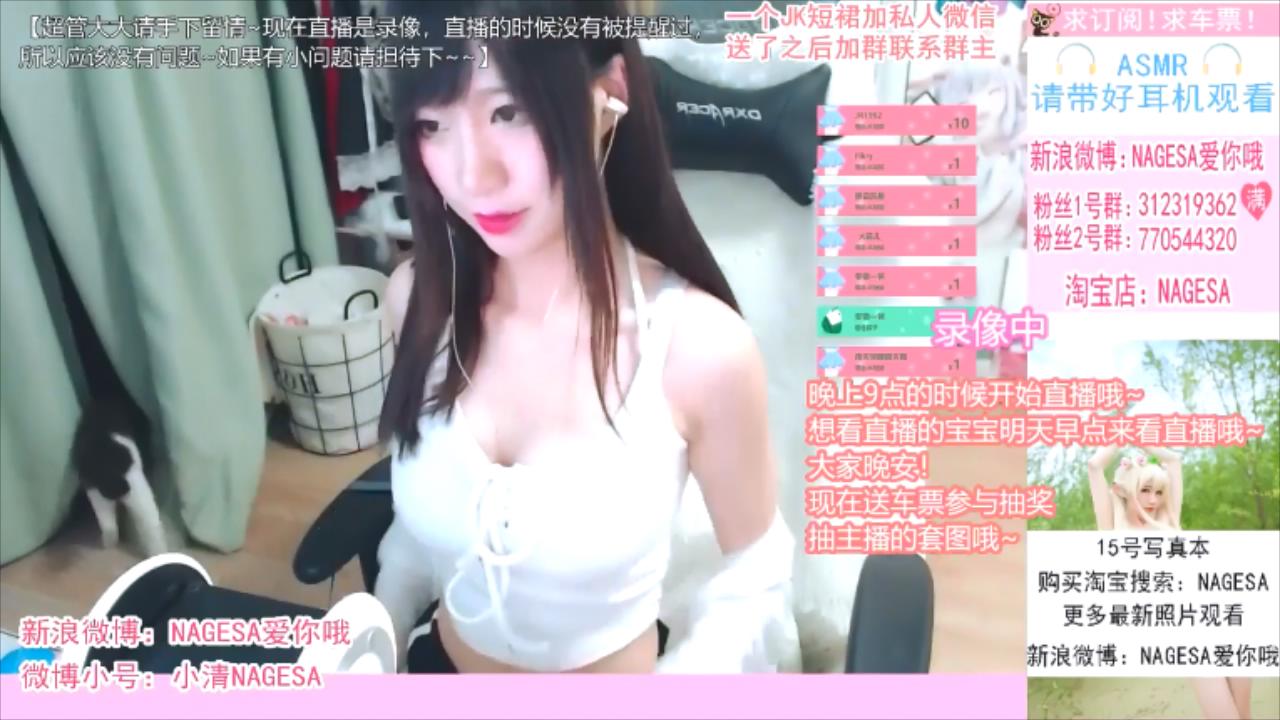 【超管大大请手下留情~现在直播是录像，直播的时候没有被提醒过，
所以应该没有问题~如果有小问题请担待下~~】
一个JK短裙加私人微信
送了之后加群联系群主
求订阅!求车票!
ASMR
请带好耳机观看
DXRACER
10
1
1
1
1
1
新浪微博:NAGESA爱你哦
粉丝1号群:312319362
满
粉丝2号群:770544320
淘宝店:NAGESA
录像中
晚上9点的时候开始直播哦~
想看直播的宝宝明天早点来看直播哦~
大家晚安!
现在送车票参与抽奖
抽主播的套图哦~
15号写真本
购买淘宝搜索: NAGESA
更多最新照片观看
新浪微博: NAGESA爱你哦
新浪微博: NAGESA爱你哦
微博小号: 小清NAGESA